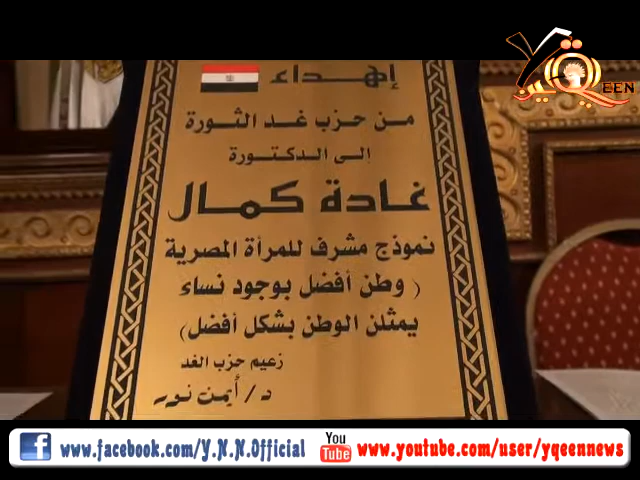 إهداء
من حزب غد الثورة
إلى الدكتورة
غادة كمال
نموذج مشرف للمرأة المصرية
( وطن أفضل بوجود نساء
يمثلن الوطن بشكل أفضل)
زعيم حزب الغد
د/ أيمن نور
يقين
YQEEN
www.facebook.com/Y.N.N.Official
You Tube
www.youtube.com/user/yqeennews